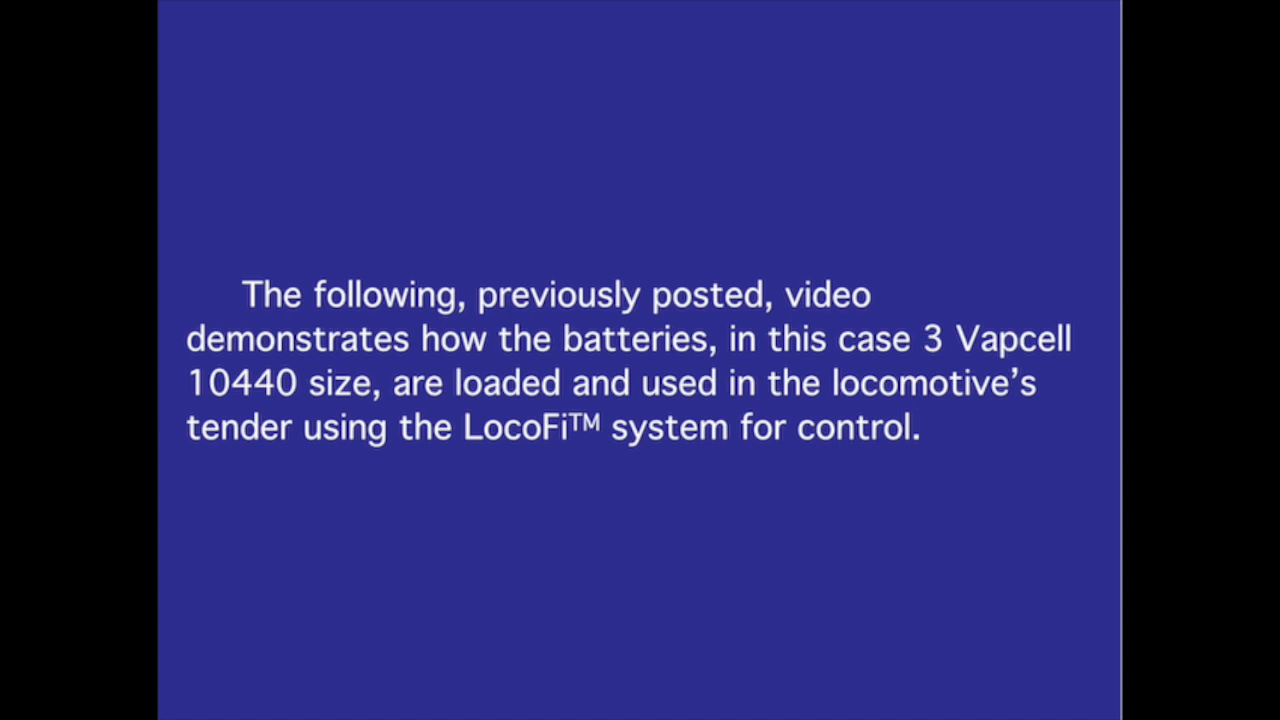 The following, previously posted, video
demonstrates how the batteries, in this case 3 Vapcell
10440 size, are loaded and used in the locomotive’s
tender using the LocoFi™ system for control.